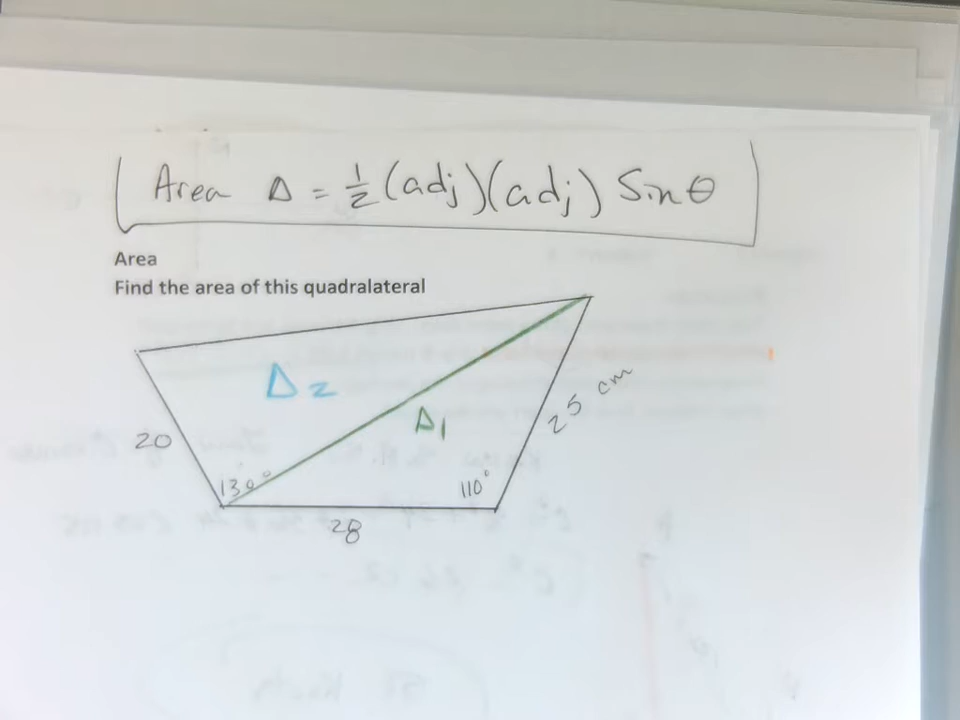 Area Δ = ½ (adj)(adj) Sin θ
Area
Find the area of this quadralateral
Δ2
Δ1
25 cm
20
130°
110°
28